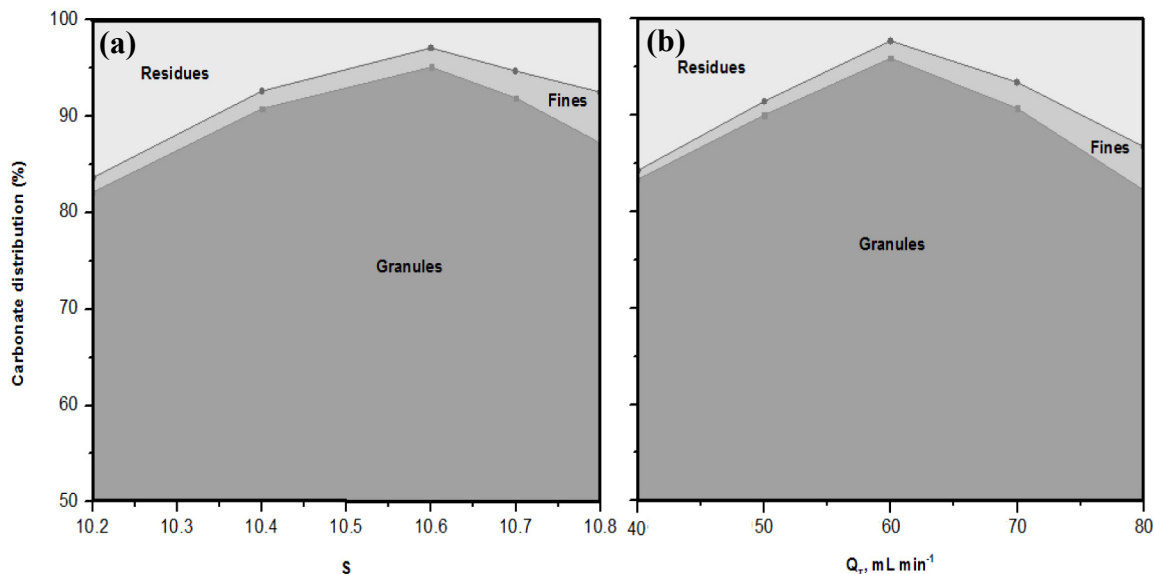 (a)
Residues
Fines
Granules
Carbonate distribution (%)
100
90
80
70
60
50
10.2 10.3 10.4 10.5 10.6 10.7 10.8
S
(b)
Residues
Fines
Granules
40 50 60 70 80
Q_T, mL min⁻¹